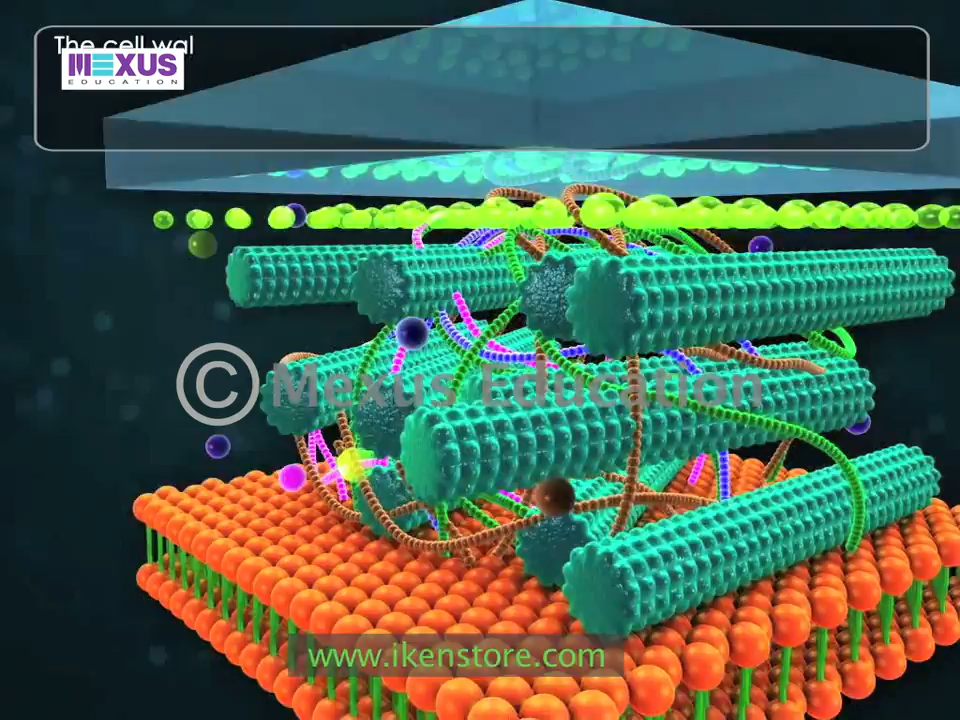 The cell wal
MEXUS
EDUCATION
© Mexus Education
www.ikenstore.com